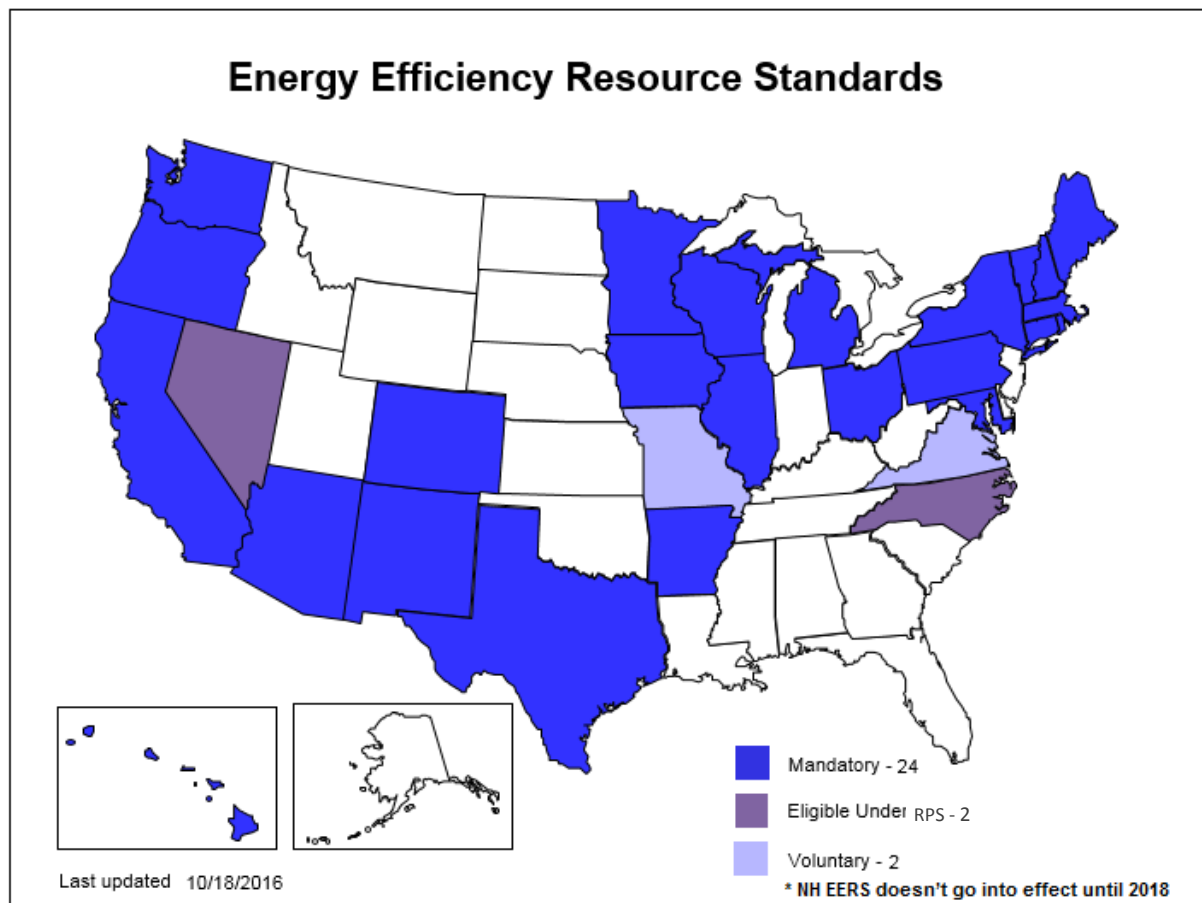 Energy Efficiency Resource Standards
Mandatory - 24
Eligible Under RPS - 2
Voluntary - 2
* NH EERS doesn't go into effect until 2018
Last updated 10/18/2016